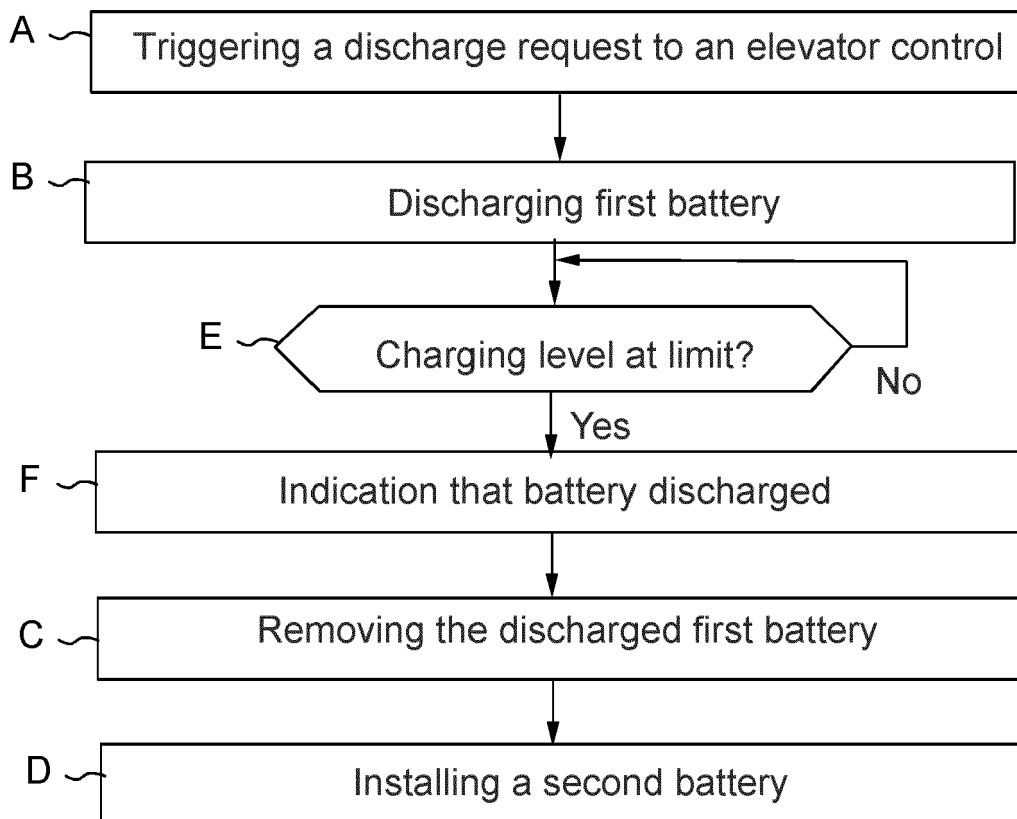 A
Triggering a discharge request to an elevator control
B
Discharging first battery
E
Charging level at limit?
No
Yes
F
Indication that battery discharged
C
Removing the discharged first battery
D
Installing a second battery